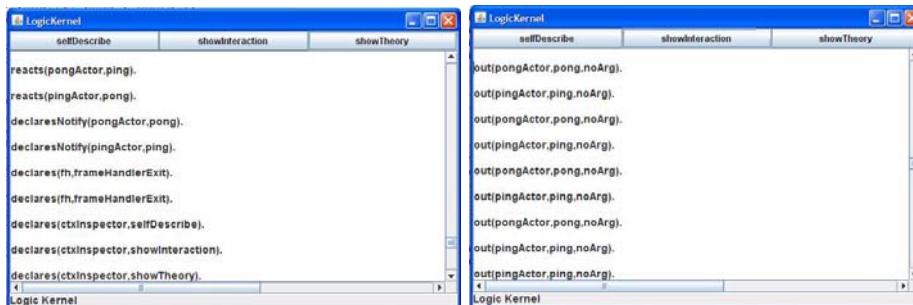 LogicKernel
selfDescribe showInteraction showTheory
reacts(pongActor,ping).
reacts(pingActor,pong).
declaresNotify(pongActor,pong).
declaresNotify(pingActor,ping).
declares(fh,frameHandlerExit).
declares(fh,frameHandlerExit).
declares(ctxInspector,selfDescribe).
declares(ctxInspector,showInteraction).
declares(ctxInspector,showTheory).
Logic Kernel
LogicKernel
selfDescribe showInteraction showTheory
out(pongActor,pong,noArg).
out(pingActor,ping,noArg).
out(pongActor,pong,noArg).
out(pingActor,ping,noArg).
out(pongActor,pong,noArg).
out(pingActor,ping,noArg).
out(pongActor,pong,noArg).
out(pingActor,ping,noArg).
out(pingActor,ping,noArg).
Logic Kernel